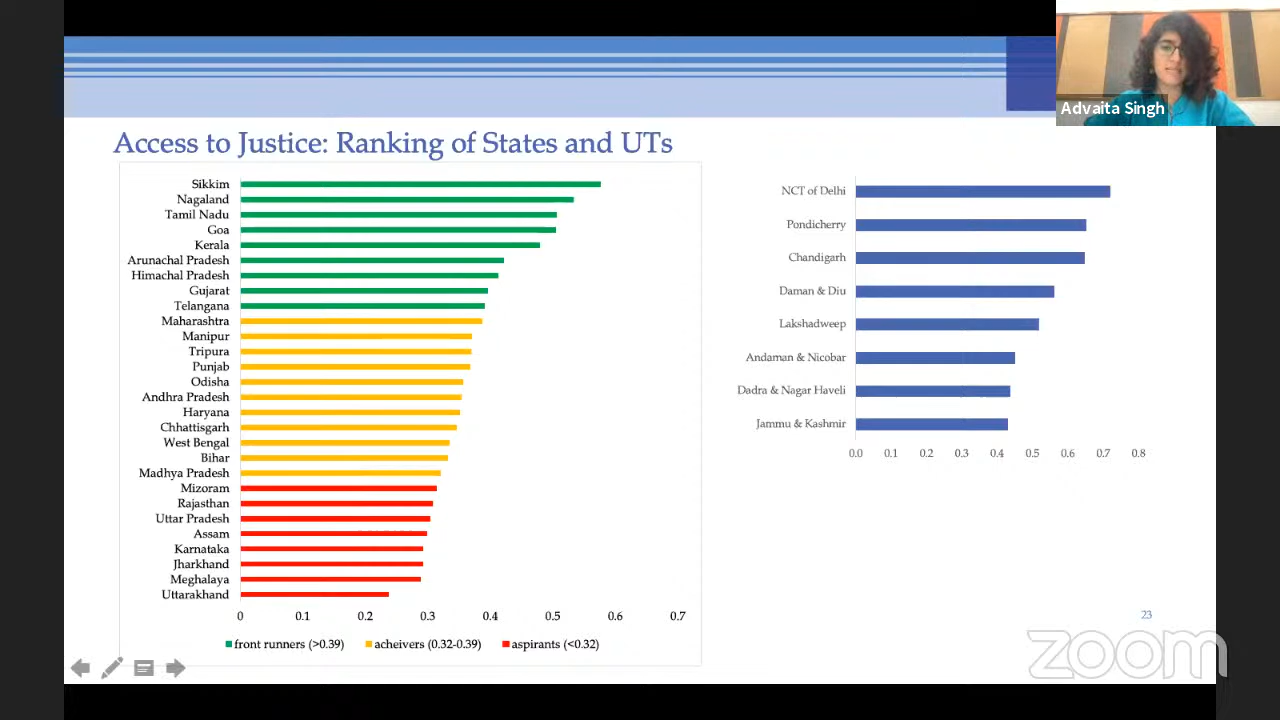 Advaita Singh
Access to Justice: Ranking of States and UTs
Sikkim
Nagaland
Tamil Nadu
Goa
Kerala
Arunachal Pradesh
Himachal Pradesh
Gujarat
Telangana
Maharashtra
Manipur
Tripura
Punjab
Odisha
Andhra Pradesh
Haryana
Chhattisgarh
West Bengal
Bihar
Madhya Pradesh
Mizoram
Rajasthan
Uttar Pradesh
Assam
Karnataka
Jharkhand
Meghalaya
Uttarakhand
0 0.1 0.2 0.3 0.4 0.5 0.6 0.7
front runners (>0.39) acheivers (0.32-0.39) aspirants (<0.32)
NCT of Delhi
Pondicherry
Chandigarh
Daman & Diu
Lakshadweep
Andaman & Nicobar
Dadra & Nagar Haveli
Jammu & Kashmir
0.0 0.1 0.2 0.3 0.4 0.5 0.6 0.7 0.8
23
zoom